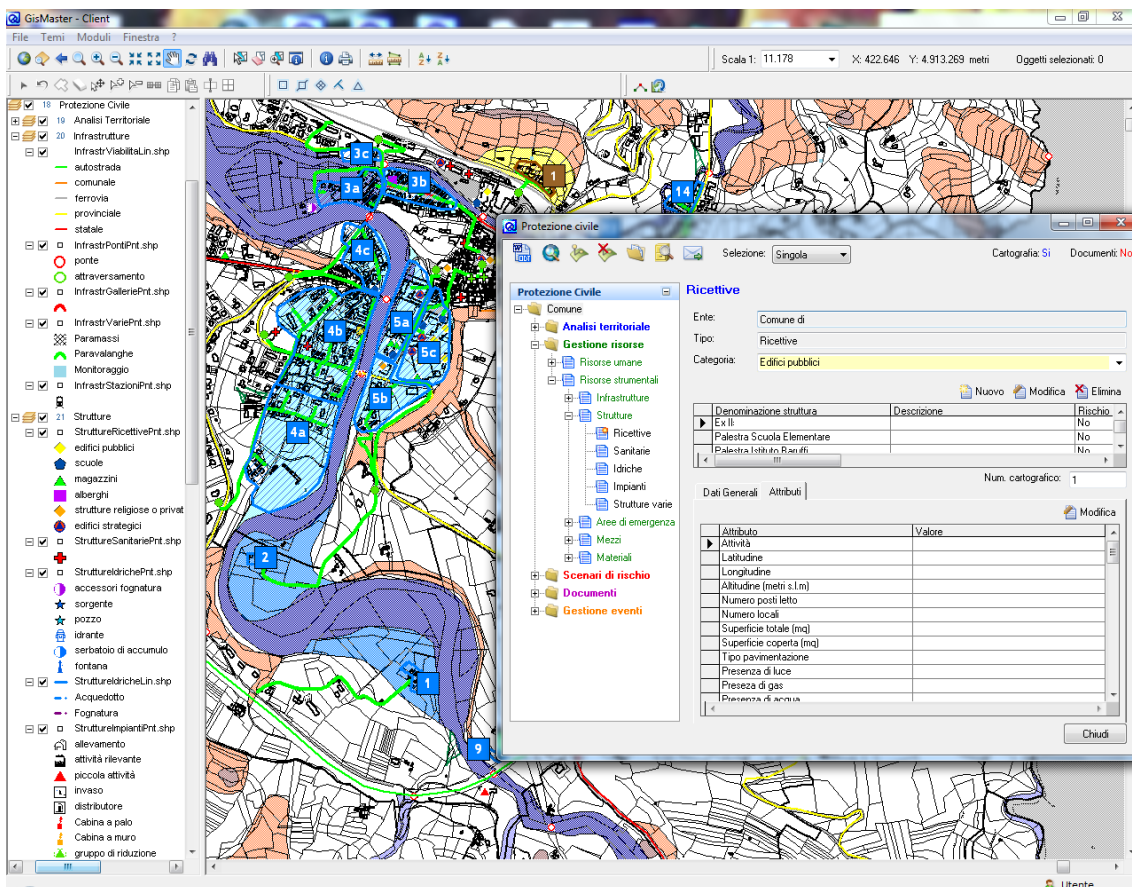 GisMaster - Client
File Temi Moduli Finestra ?
Scala 1: 11.178 X: 422.646 Y: 4.913.269 metri Oggetti selezionati: 0
18 Protezione Civile
19 Analisi Territoriale
20 Infrastrutture
InfrastrViabilitaLin.shp
autostrada
comunale
ferrovia
provinciale
statale
InfrastrPontiPnt.shp
ponte
attraversamento
InfrastrGalleriePnt.shp
InfrastrVariePnt.shp
Paramassi
Paravalanghe
Monitoraggio
InfrastrStazioniPnt.shp
21 Strutture
StruttureRicettivePnt.shp
edifici pubblici
scuole
magazzini
alberghi
strutture religiose o privat
edifici strategici
StruttureSanitariePnt.shp
StruttureIdrichePnt.shp
accessori fognatura
sorgente
pozzo
idrante
serbatoio di accumulo
fontana
StruttureIdricheLin.shp
Acquedotto
Fognatura
StruttureImpiantiPnt.shp
allevamento
attività rilevante
piccola attività
invaso
distributore
Cabina a palo
Cabina a muro
gruppo di riduzione
3c
3a
3b
1
14
4c
4b
5a
5c
5b
4a
2
1
9
Protezione civile
Selezione: Singola Cartografia: Si Documenti: No
Protezione Civile
Comune
Analisi territoriale
Gestione risorse
Risorse umane
Risorse strumentali
Infrastrutture
Strutture
Ricettive
Sanitarie
Idriche
Impianti
Strutture varie
Aree di emergenza
Mezzi
Materiali
Scenari di rischio
Documenti
Gestione eventi
Ricettive
Ente: Comune di
Tipo: Ricettive
Categoria: Edifici pubblici
Nuovo Modifica Elimina
Denominazione struttura Descrizione Rischio
Ex Il: No
Palestra Scuola Elementare No
Palestra Istituto Baruffi No
Num. cartografico: 1
Dati Generali Attributi
Modifica
Attributo Valore
Attività
Latitudine
Longitudine
Altitudine (metri s.l.m)
Numero posti letto
Numero locali
Superficie totale (mq)
Superficie coperta (mq)
Tipo pavimentazione
Presenza di luce
Preseza di gas
Presenza di acqua
Chiudi
Utente